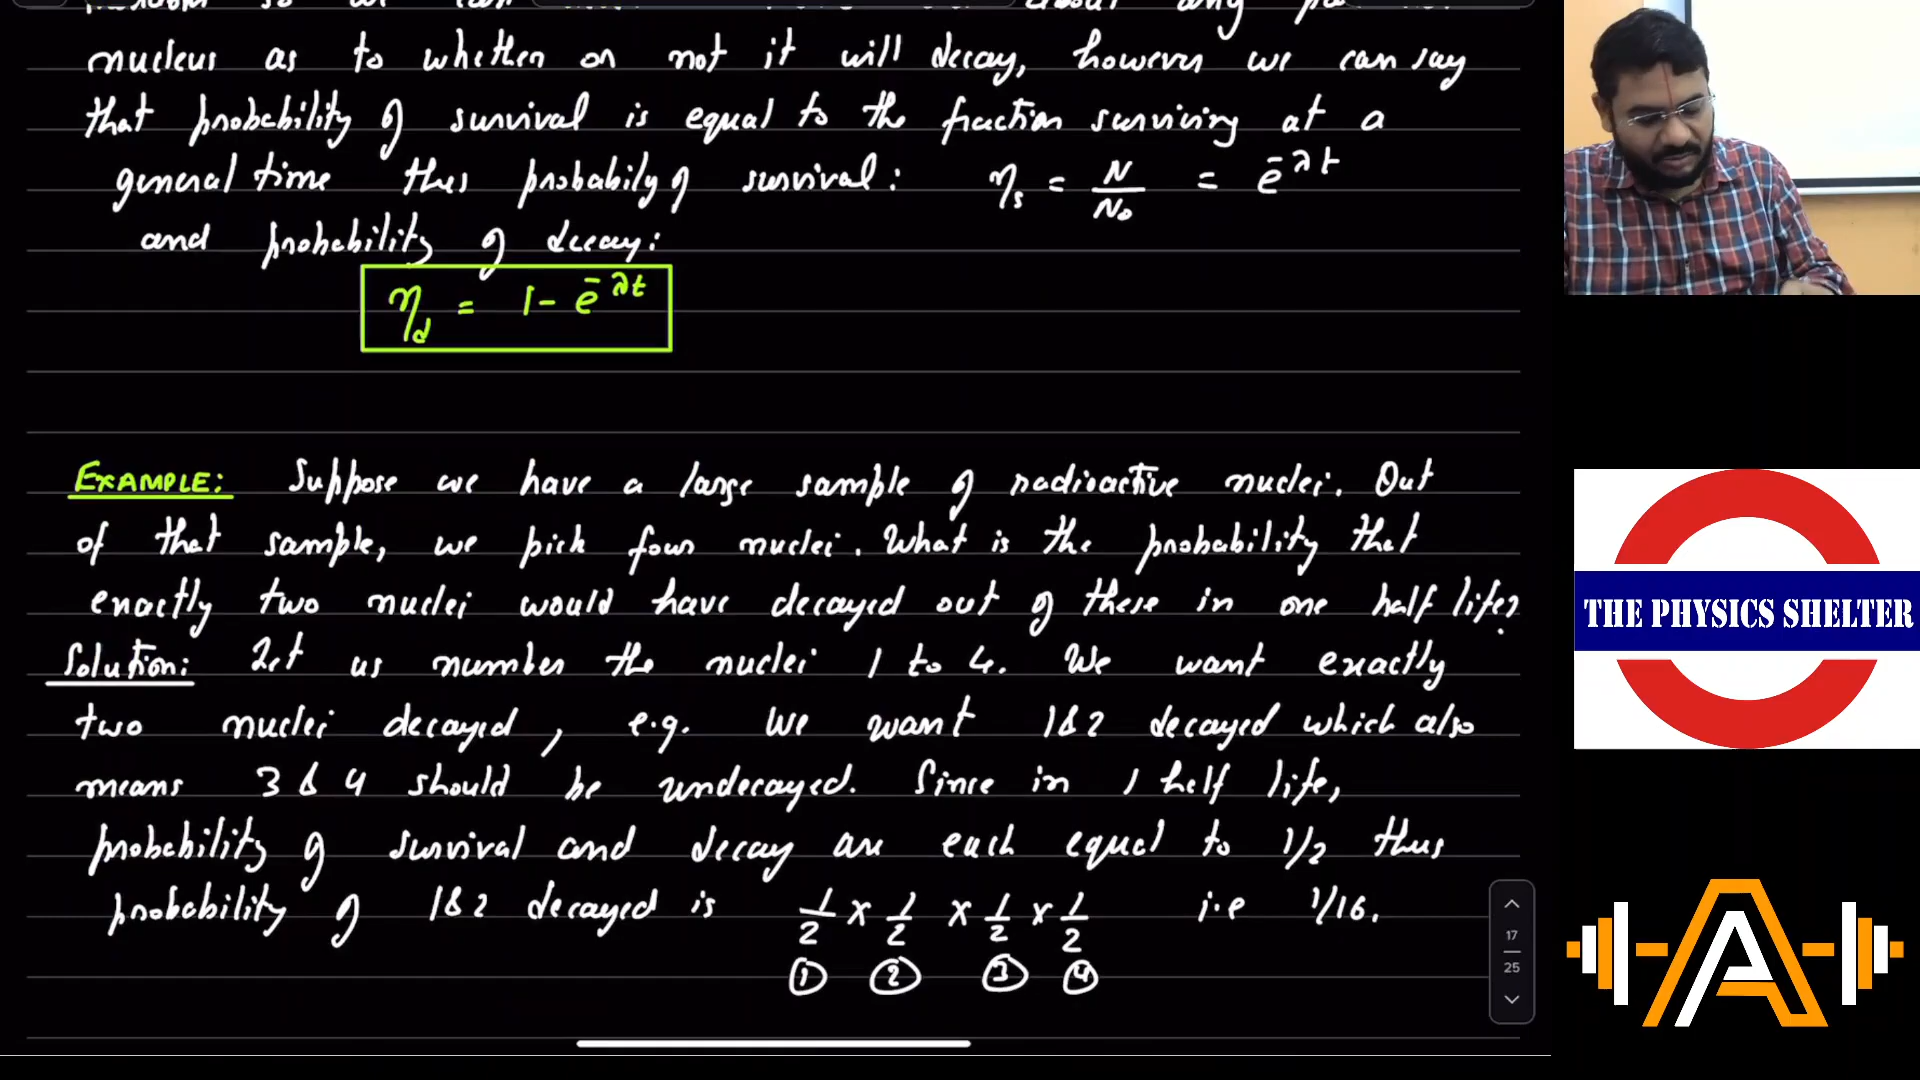 about any
nucleus as to whether or not it will decay, however we can say
that probability of survival is equal to the fraction surviving at a
general time thus probabily of survival : ηs = N/N₀ = e^-λt
and probability of decay:
ηd = 1 - e^-λt
EXAMPLE: Suppose we have a large sample of radioactive nuclei. Out
of that sample, we pick four nuclei. What is the probability that
exactly two nuclei would have decayed out of these in one half life?
Solution: Let us number the nuclei 1 to 4. We want exactly
two nuclei decayed, e.g. we want 1&2 decayed which also
means 3 & 4 should be undecayed. Since in 1 half life,
probability of survival and decay are each equal to 1/2 thus
probability of 1&2 decayed is 1/2 x 1/2 x 1/2 x 1/2 i.e 1/16.
① ② ③ ④
17
25
THE PHYSICS SHELTER
A